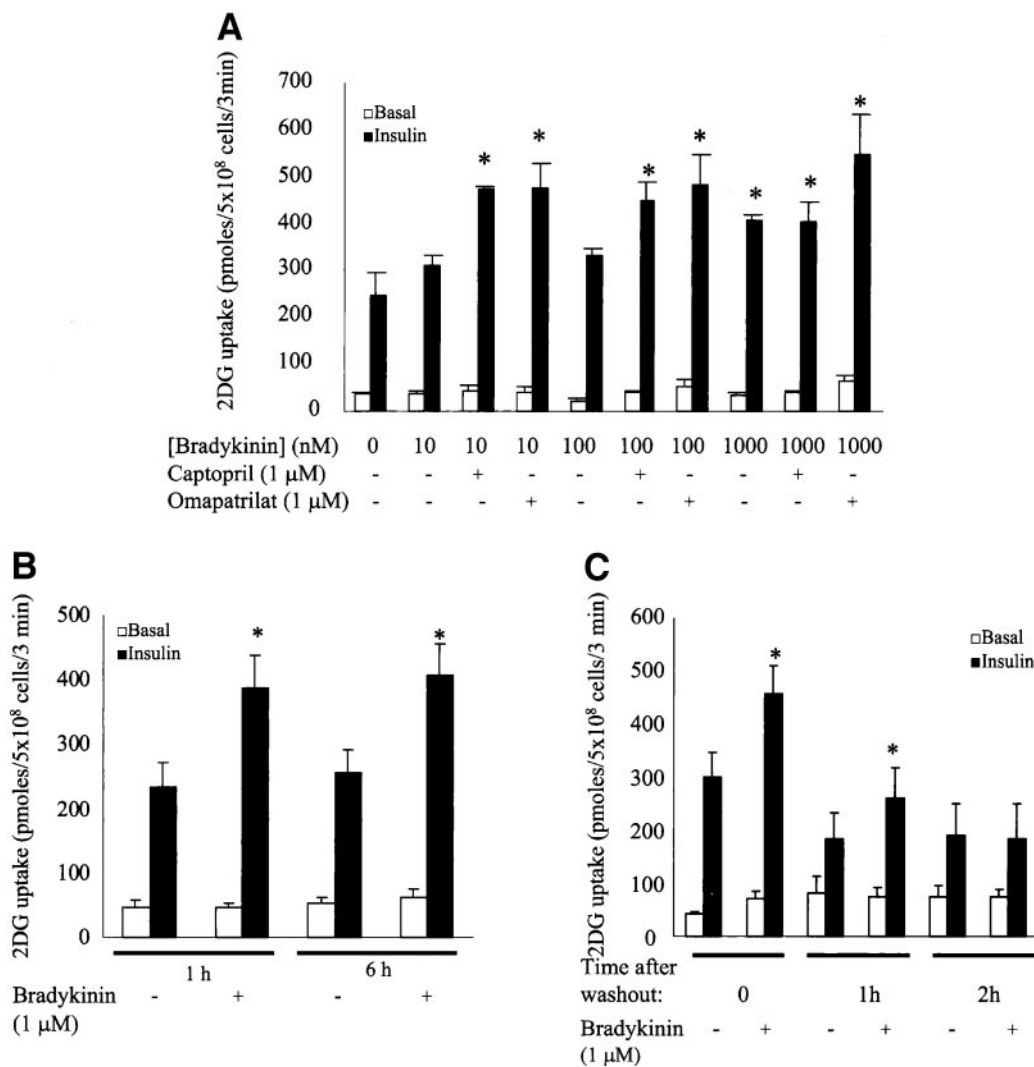 A
2DG uptake (pmoles/5x10⁸ cells/3min)
700
600
500
400
300
200
100
0
Basal
Insulin
* * * * * * *
[Bradykinin] (nM) 0 10 10 10 100 100 100 1000 1000 1000
Captopril (1 μM) - - + - - + - - + -
Omapatrilat (1 μM) - - - + - - + - - +
B
2DG uptake (pmoles/5x10⁸ cells/3 min)
500
400
300
200
100
0
Basal
Insulin
* *
1 h 6 h
Bradykinin - + - +
(1 μM)
C
2DG uptake (pmoles/5x10⁸ cells/3 min)
600
500
400
300
200
100
0
Basal
Insulin
* *
Time after
washout: 0 1h 2h
Bradykinin - + - + - +
(1 μM)